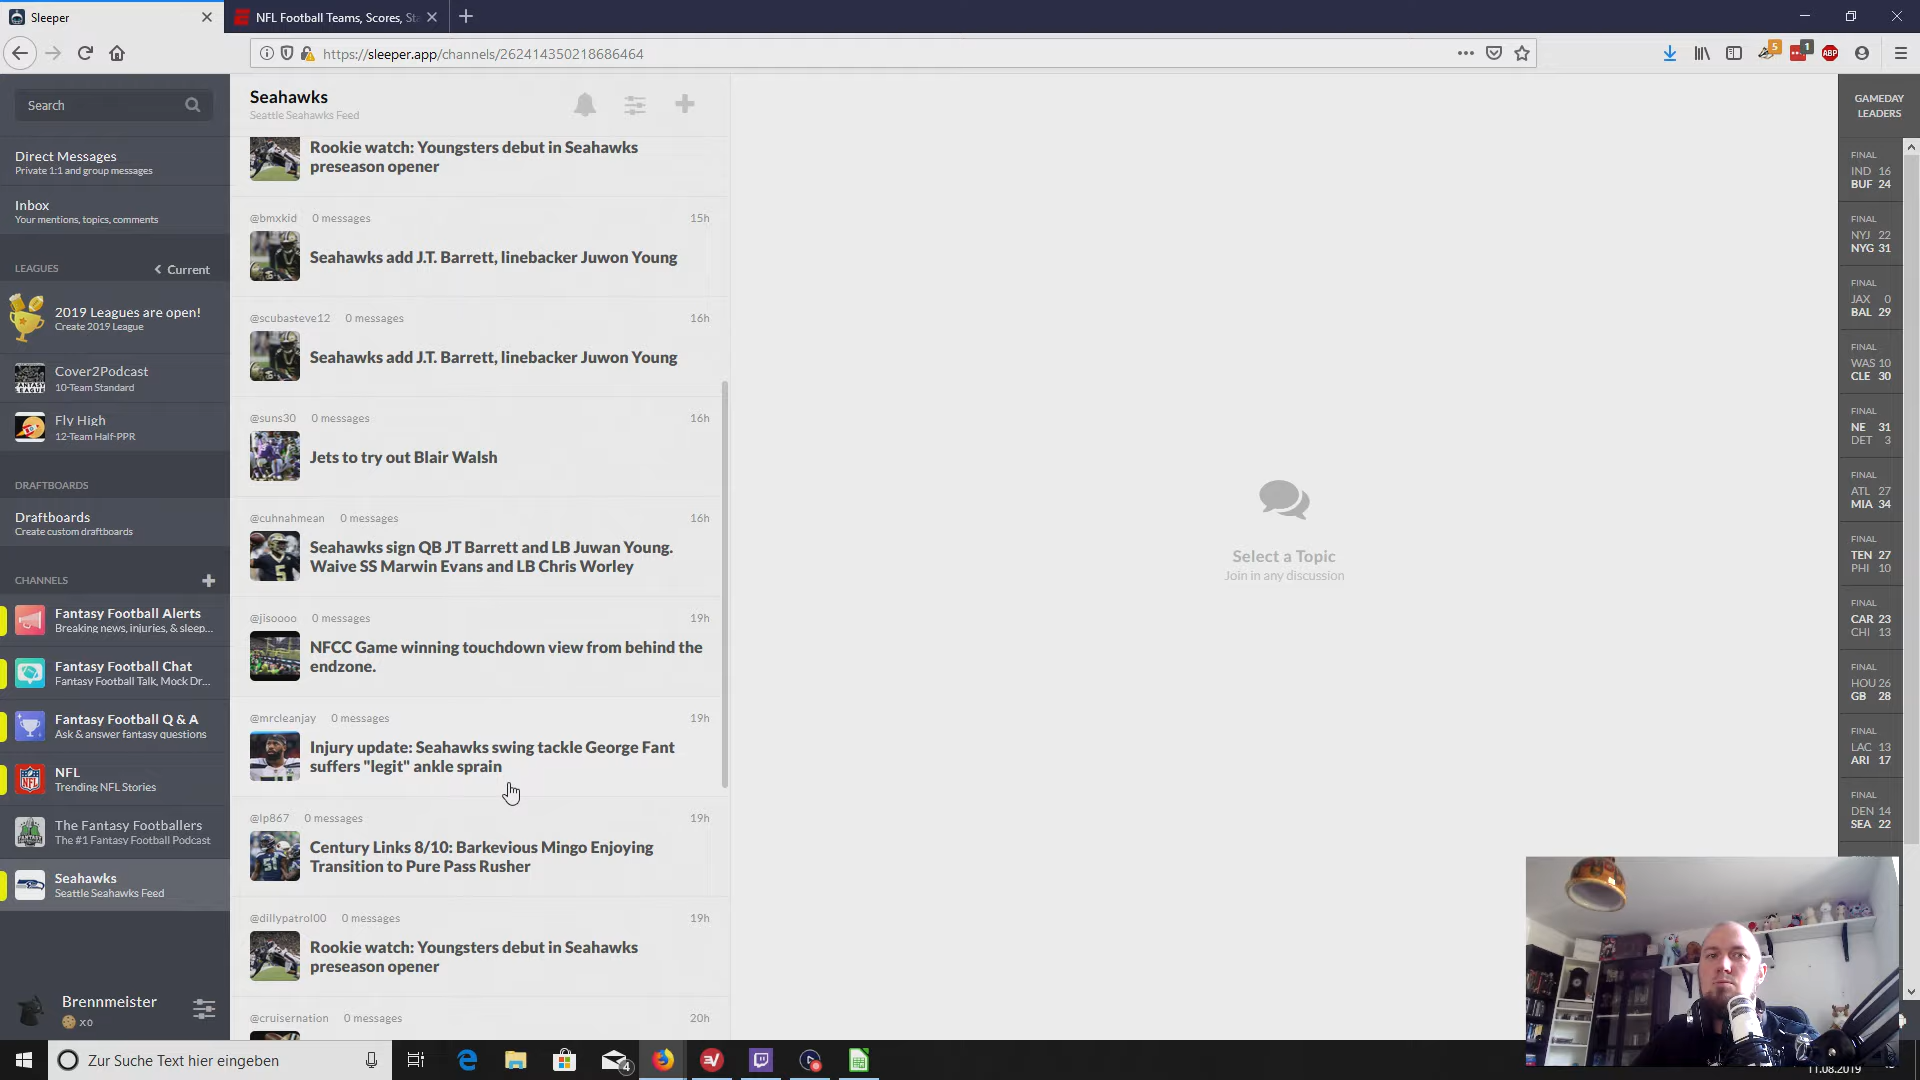 Sleeper
NFL Football Teams, Scores, St
https://sleeper.app/channels/262414350218686464
5
1
ABP
Search
Direct Messages
Private 1:1 and group messages
Inbox
Your mentions, topics, comments
LEAGUES
Current
2019 Leagues are open!
Create 2019 League
Cover2Podcast
10-Team Standard
Fly High
12-Team Half-PPR
DRAFTBOARDS
Draftboards
Create custom draftboards
CHANNELS
Fantasy Football Alerts
Breaking news, injuries, & sleep...
Fantasy Football Chat
Fantasy Football Talk, Mock Dr...
Fantasy Football Q & A
Ask & answer fantasy questions
NFL
Trending NFL Stories
The Fantasy Footballers
The #1 Fantasy Football Podcast
Seahawks
Seattle Seahawks Feed
Brennmeister
X0
Seahawks
Seattle Seahawks Feed
Rookie watch: Youngsters debut in Seahawks
preseason opener
@bmxkid 0 messages 15h
Seahawks add J.T. Barrett, linebacker Juwon Young
@scubasteve12 0 messages 16h
Seahawks add J.T. Barrett, linebacker Juwon Young
@suns30 0 messages 16h
Jets to try out Blair Walsh
@cuhnahmean 0 messages 16h
Seahawks sign QB JT Barrett and LB Juwan Young.
Waive SS Marwin Evans and LB Chris Worley
@jisoooo 0 messages 19h
NFCC Game winning touchdown view from behind the
endzone.
@mrcleanjay 0 messages 19h
Injury update: Seahawks swing tackle George Fant
suffers "legit" ankle sprain
@lp867 0 messages 19h
Century Links 8/10: Barkevious Mingo Enjoying
Transition to Pure Pass Rusher
@dillypatrol00 0 messages 19h
Rookie watch: Youngsters debut in Seahawks
preseason opener
@cruisernation 0 messages 20h
Select a Topic
Join in any discussion
GAMEDAY
LEADERS
FINAL
IND 16
BUF 24
FINAL
NYJ 22
NYG 31
FINAL
JAX 0
BAL 29
FINAL
WAS 10
CLE 30
FINAL
NE 31
DET 3
FINAL
ATL 27
MIA 34
FINAL
TEN 27
PHI 10
FINAL
CAR 23
CHI 13
FINAL
HOU 26
GB 28
FINAL
LAC 13
ARI 17
FINAL
DEN 14
SEA 22
Zur Suche Text hier eingeben
4
11.08.2019